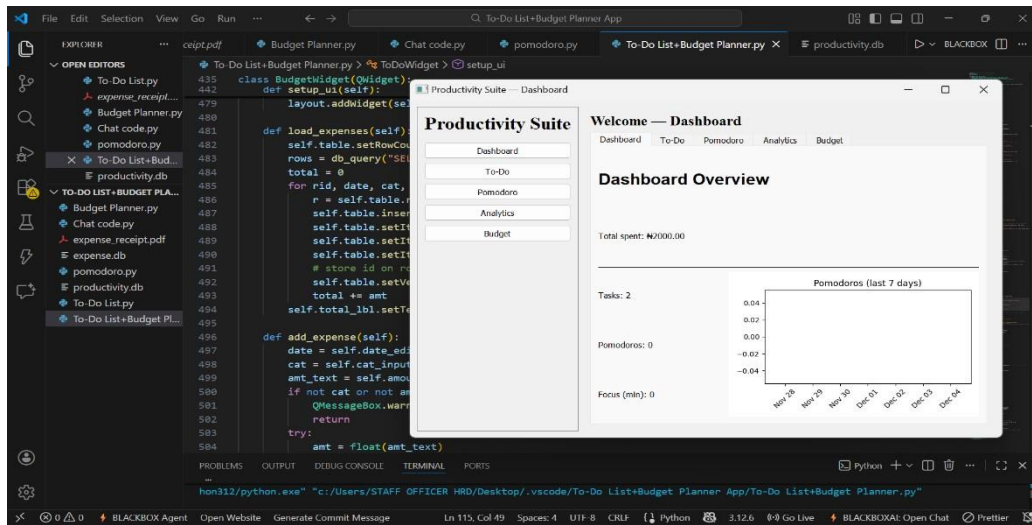 File Edit Selection View Go Run ...
To-Do List+Budget Planner App
EXPLORER
ceipt.pdf Budget Planner.py Chat code.py pomodoro.py To-Do List+Budget Planner.py productivity.db BLACKBOX
OPEN EDITORS
To-Do List.py
expense_receipt....
Budget Planner.py
Chat code.py
pomodoro.py
To-Do List+Bud...
productivity.db
TO-DO LIST+BUDGET PLA...
Budget Planner.py
Chat code.py
expense_receipt.pdf
expense.db
pomodoro.py
productivity.db
To-Do List.py
To-Do List+Budget Pl...
To-Do List+Budget Planner.py > ToDoWidget > setup_ui
435 class BudgetWidget(QWidget):
442 def setup_ui(self):
479 layout.addWidget(sel
480
481 def load_expenses(self):
482 self.table.setRowCou
483 rows = db_query("SEL
484 total = 0
485 for rid, date, cat,
486 r = self.table.r
487 self.table.inser
488 self.table.setIt
489 self.table.setIt
490 self.table.setIt
491 # store id on ro
492 self.table.setVe
493 total += amt
494 self.total_lbl.setTe
495
496 def add_expense(self):
497 date = self.date_edi
498 cat = self.cat_input
499 amt_text = self.amou
500 if not cat or not am
501 QMessageBox.warn
502 return
503 try:
504 amt = float(amt_text)
Productivity Suite — Dashboard
Productivity Suite
Dashboard
To-Do
Pomodoro
Analytics
Budget
Welcome — Dashboard
Dashboard To-Do Pomodoro Analytics Budget
Dashboard Overview
Total spent: ₦2000.00
Tasks: 2
Pomodoros: 0
Focus (min): 0
Pomodoros (last 7 days)
0.04
0.02
0.00
−0.02
−0.04
Nov 28 Nov 29 Nov 30 Dec 01 Dec 02 Dec 03 Dec 04
PROBLEMS OUTPUT DEBUG CONSOLE TERMINAL PORTS Python
hon312/python.exe" "c:/Users/STAFF OFFICER HRD/Desktop/.vscode/To-Do List+Budget Planner App/To-Do List+Budget Planner.py"
0 0 BLACKBOX Agent Open Website Generate Commit Message Ln 115, Col 49 Spaces: 4 UTF-8 CRLF Python 3.12.6 Go Live BLACKBOXAI: Open Chat Prettier